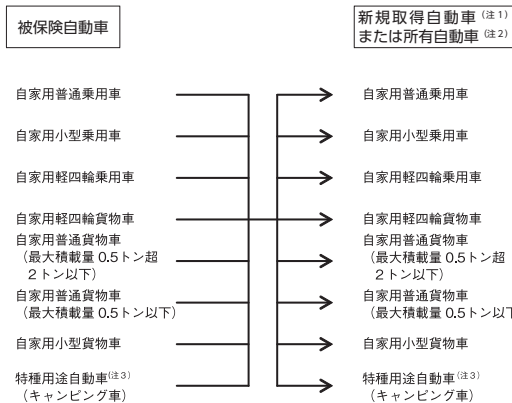 被保険自動車
新規取得自動車(注1)
または所有自動車(注2)
自家用普通乗用車
自家用普通乗用車
自家用小型乗用車
自家用小型乗用車
自家用軽四輪乗用車
自家用軽四輪乗用車
自家用軽四輪貨物車
自家用軽四輪貨物車
自家用普通貨物車
(最大積載量 0.5トン超
2トン以下)
自家用普通貨物車
(最大積載量 0.5トン超
2トン以下)
自家用普通貨物車
(最大積載量 0.5トン以下)
自家用普通貨物車
(最大積載量 0.5トン以下
自家用小型貨物車
自家用小型貨物車
特種用途自動車(注3)
(キャンピング車)
特種用途自動車(注3)
(キャンピング車)